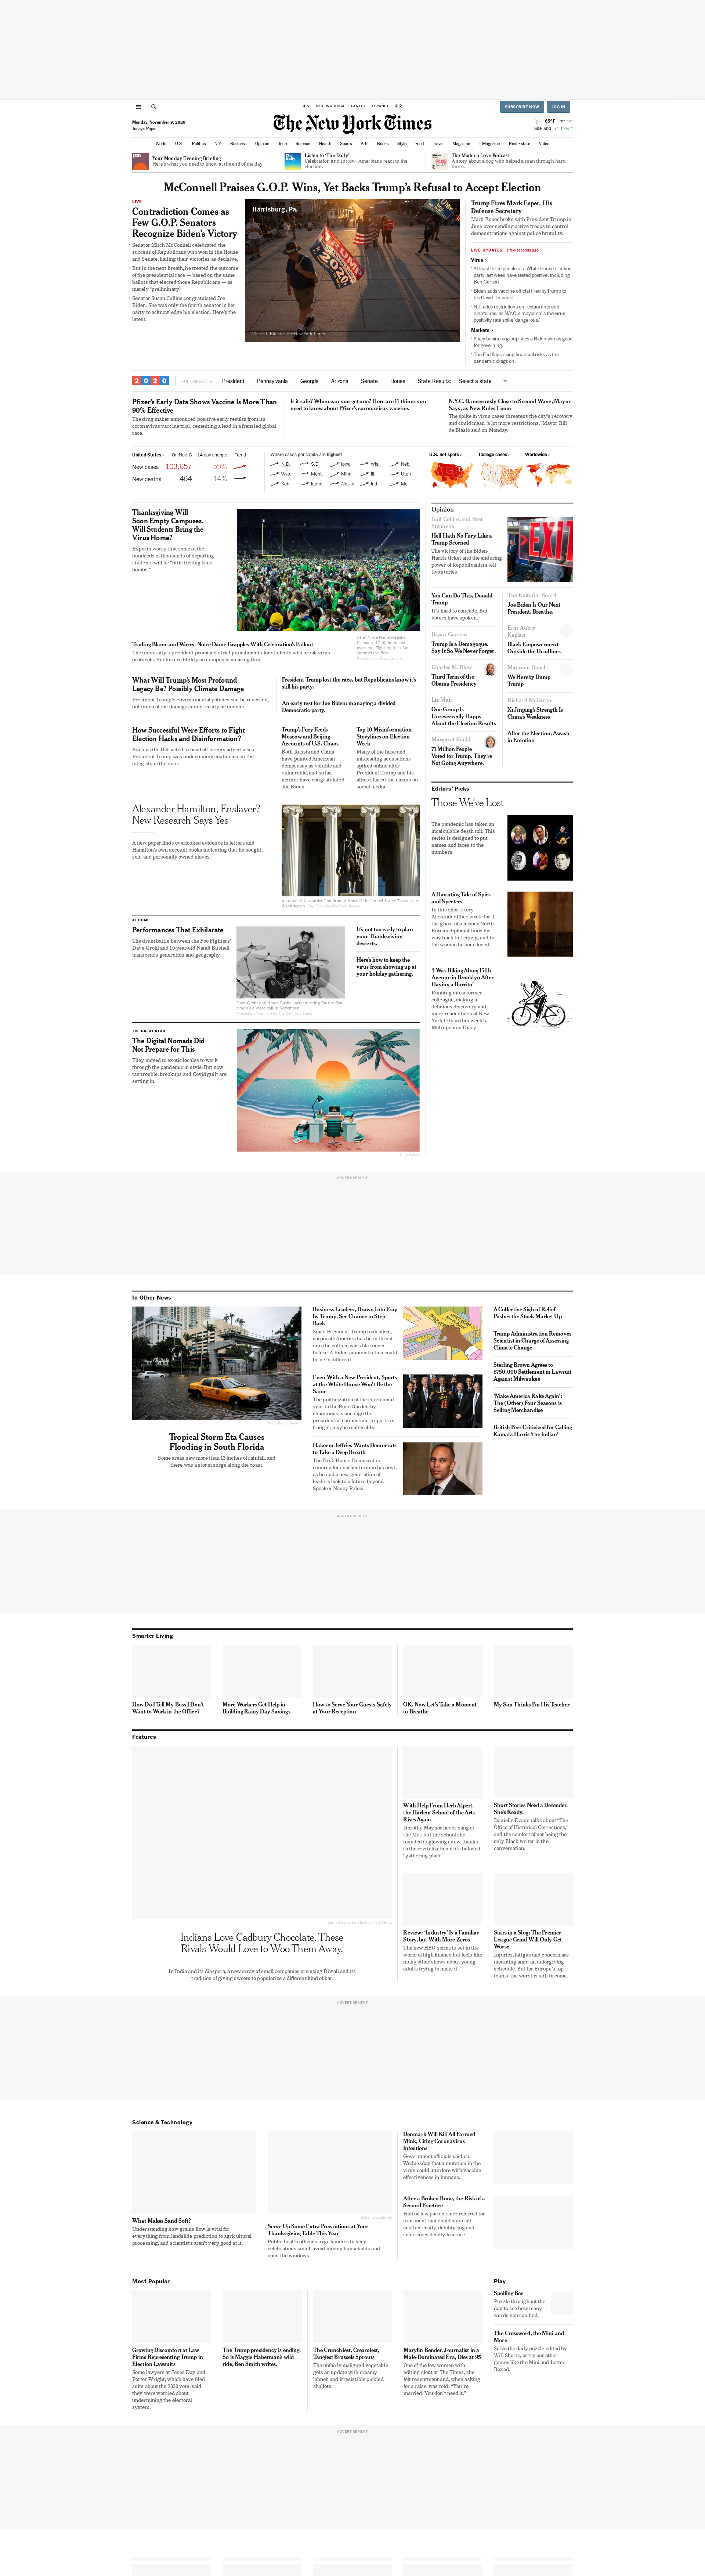 U.S. INTERNATIONAL CANADA ESPAÑOL 中文
SUBSCRIBE NOW LOG IN
Monday, November 9, 2020
Today's Paper
The New York Times
65°F
S&P 500 +1.17%
World U.S. Politics N.Y. Business Opinion Tech Science Health Sports Arts Books Style Food Travel Magazine T Magazine Real Estate Video
Your Monday Evening Briefing
Here's what you need to know at the end of the day.
Listen to 'The Daily'
Celebration and sorrow: Americans react to the
election.
The Modern Love Podcast
A story about a dog who helped a man through hard
times.
McConnell Praises G.O.P. Wins, Yet Backs Trump's Refusal to Accept Election
LIVE
Contradiction Comes as
Few G.O.P. Senators
Recognize Biden's Victory
Senator Mitch McConnell celebrated the
success of Republicans who won in the House
and Senate, hailing their victories as decisive.
But in the next breath, he treated the outcome
of the presidential race — based on the same
ballots that elected those Republicans — as
merely "preliminary."
Senator Susan Collins congratulated Joe
Biden. She was only the fourth senator in her
party to acknowledge his election. Here's the
latest.
Harrisburg, Pa.
TRUMP
2020
Victor J. Blue for The New York Times
Trump Fires Mark Esper, His
Defense Secretary
Mark Esper broke with President Trump in
June over sending active troops to control
demonstrations against police brutality.
LIVE UPDATES a few seconds ago
Virus ›
At least three people at a White House election
party last week have tested positive, including
Ben Carson.
Biden adds vaccine official fired by Trump to
his Covid-19 panel.
N.J. adds restrictions on restaurants and
nightclubs, as N.Y.C.'s mayor calls the virus
positivity rate spike 'dangerous.'
Markets ›
A key business group sees a Biden win as good
for governing.
The Fed flags rising financial risks as the
pandemic drags on.
2020 FULL RESULTS President Pennsylvania Georgia Arizona Senate House State Results: Select a state
Pfizer's Early Data Shows Vaccine Is More Than
90% Effective
The drug maker announced positive early results from its
coronavirus vaccine trial, cementing a lead in a frenzied global
race.
Is it safe? When can you get one? Here are 11 things you
need to know about Pfizer's coronavirus vaccine.
N.Y.C. Dangerously Close to Second Wave, Mayor
Says, as New Rules Loom
The spike in virus cases threatens the city's recovery
and could mean "a lot more restrictions," Mayor Bill
de Blasio said on Monday.
United States › On Nov. 8 14-day change Trend
New cases 103,657 +59%
New deaths 464 +14%
Where cases per capita are highest
N.D. S.D. Iowa Wis. Neb.
Wyo. Mont. Minn. Ill. Utah
Kan. Idaho Alaska Ind. Mo.
U.S. hot spots › College cases › Worldwide ›
Thanksgiving Will
Soon Empty Campuses.
Will Students Bring the
Virus Home?
Experts worry that some of the
hundreds of thousands of departing
students will be "little ticking time
bombs."
Trading Blame and Worry, Notre Dame Grapples With Celebration's Fallout
The university's president promised strict punishments for students who break virus
protocols. But his credibility on campus is wearing thin.
What Will Trump's Most Profound
Legacy Be? Possibly Climate Damage
President Trump's environmental policies can be reversed,
but much of the damage cannot easily be undone.
President Trump lost the race, but Republicans know it's
still his party.
An early test for Joe Biden: managing a divided
Democratic party.
How Successful Were Efforts to Fight
Election Hacks and Disinformation?
Even as the U.S. acted to head off foreign adversaries,
President Trump was undermining confidence in the
integrity of the vote.
Trump's Fury Feeds
Moscow and Beijing
Accounts of U.S. Chaos
Both Russia and China
have painted American
democracy as volatile and
vulnerable, and so far,
neither have congratulated
Joe Biden.
Top 10 Misinformation
Storylines on Election
Week
Many of the false and
misleading accusations
spiked online after
President Trump and his
allies shared the claims on
social media.
Alexander Hamilton, Enslaver?
New Research Says Yes
A new paper finds overlooked evidence in letters and
Hamilton's own account books indicating that he bought,
sold and personally owned slaves.
A statue of Alexander Hamilton in front of the United States Treasury in
Washington.
AT HOME
Performances That Exhilarate
The drum battle between the Foo Fighters'
Dave Grohl and 10-year-old Nandi Bushell
transcends generation and geography.
It's not too early to plan
your Thanksgiving
desserts.
Here's how to keep the
virus from showing up at
your holiday gathering.
THE GREAT READ
The Digital Nomads Did
Not Prepare for This
They moved to exotic locales to work
through the pandemic in style. But now
tax trouble, breakups and Covid guilt are
setting in.
Opinion
Gail Collins and Bret
Stephens
Hell Hath No Fury Like a
Trump Scorned
The victory of the Biden-
Harris ticket and the enduring
power of Republicanism tell
two stories.
EXIT
You Can Do This, Donald
Trump
It's hard to concede. But
voters have spoken.
The Editorial Board
Joe Biden Is Our Next
President. Breathe.
Bryan Garsten
Trump Is a Demagogue.
Say It So We Never Forget.
Erin Aubry
Kaplan
Black Empowerment
Outside the Headlines
Charles M. Blow
Third Term of the
Obama Presidency
Maureen Dowd
We Hereby Dump
Trump
Liz Mair
One Group Is
Unreservedly Happy
About the Election Results
Richard McGregor
Xi Jinping's Strength Is
China's Weakness
Margaret Renkl
71 Million People
Voted for Trump. They're
Not Going Anywhere.
After the Election, Awash
in Emotion
Editors' Picks
Those We've Lost
The pandemic has taken an
incalculable death toll. This
series is designed to put
names and faces to the
numbers.
A Haunting Tale of Spies
and Specters
In this short story
Alexander Chee wrote for T,
the ghost of a former North
Korean diplomat finds his
way back to Leipzig, and to
the woman he once loved.
'I Was Biking Along Fifth
Avenue in Brooklyn After
Having a Burrito'
Running into a former
colleague, making a
delicious discovery and
more reader tales of New
York City in this week's
Metropolitan Diary.
ADVERTISEMENT
In Other News
Tropical Storm Eta Causes
Flooding in South Florida
Some areas saw more than 13 inches of rainfall, and
there was a storm surge along the coast.
Business Leaders, Drawn Into Fray
by Trump, See Chance to Step
Back
Since President Trump took office,
corporate America has been thrust
into the culture wars like never
before. A Biden administration could
be very different.
Even With a New President, Sports
at the White House Won't Be the
Same
The politicization of the ceremonial
visit to the Rose Garden by
champions is one sign the
presidential connection to sports is
fraught, maybe inalterably.
Hakeem Jeffries Wants Democrats
to Take a Deep Breath
The No. 5 House Democrat is
running for another term in his post,
as he and a new generation of
leaders look to a future beyond
Speaker Nancy Pelosi.
A Collective Sigh of Relief
Pushes the Stock Market Up
Trump Administration Removes
Scientist in Charge of Assessing
Climate Change
Sterling Brown Agrees to
$750,000 Settlement in Lawsuit
Against Milwaukee
'Make America Rake Again':
The (Other) Four Seasons is
Selling Merchandise
British Peer Criticized for Calling
Kamala Harris 'the Indian'
ADVERTISEMENT
Smarter Living
How Do I Tell My Boss I Don't
Want to Work in the Office?
More Workers Get Help in
Building Rainy Day Savings
How to Serve Your Guests Safely
at Your Reception
OK, Now Let's Take a Moment
to Breathe
My Son Thinks I'm His Teacher
Features
Indians Love Cadbury Chocolate. These
Rivals Would Love to Woo Them Away.
In India and its diaspora, a new array of small companies are using Diwali and its
tradition of giving sweets to popularize a different kind of bar.
With Help From Herb Alpert,
the Harlem School of the Arts
Rises Again
Dorothy Maynor never sang at
the Met, but the school she
founded is glowing anew, thanks
to the revitalization of its beloved
"gathering place."
Short Stories Need a Defender.
She's Ready.
Danielle Evans talks about "The
Office of Historical Corrections,"
and the comfort of not being the
only Black writer in the
conversation.
Review: 'Industry' Is a Familiar
Story, but With More Zeros
The new HBO series is set in the
world of high finance but feels like
many other shows about young
adults trying to make it.
Stars in a Slog: The Premier
League Grind Will Only Get
Worse
Injuries, fatigue and concern are
mounting amid an unforgiving
schedule. But for Europe's top
teams, the worst is still to come.
ADVERTISEMENT
Science & Technology
What Makes Sand Soft?
Understanding how grains flow is vital for
everything from landslide prediction to agricultural
processing, and scientists aren't very good at it.
Serve Up Some Extra Precautions at Your
Thanksgiving Table This Year
Public health officials urge families to keep
celebrations small, avoid mixing households and
open the windows.
Denmark Will Kill All Farmed
Mink, Citing Coronavirus
Infections
Government officials said on
Wednesday that a mutation in the
virus could interfere with vaccine
effectiveness in humans.
After a Broken Bone, the Risk of a
Second Fracture
Far too few patients are referred for
treatment that could stave off
another costly, debilitating and
sometimes deadly fracture.
Most Popular
Growing Discomfort at Law
Firms Representing Trump in
Election Lawsuits
Some lawyers at Jones Day and
Porter Wright, which have filed
suits about the 2020 vote, said
they were worried about
undermining the electoral
system.
The Trump presidency is ending.
So is Maggie Haberman's wild
ride, Ben Smith writes.
The Crunchiest, Creamiest,
Tangiest Brussels Sprouts
The unfairly maligned vegetable
gets an update with creamy
labneh and irresistible pickled
shallots.
Marylin Bender, Journalist in a
Male-Dominated Era, Dies at 95
One of the few women with
editing clout at The Times, she
felt resentment and, when asking
for a raise, was told: "You're
married. You don't need it."
Play
Spelling Bee
Puzzle throughout the
day to see how many
words you can find.
The Crossword, the Mini and
More
Solve the daily puzzle edited by
Will Shortz, or try out other
games like the Mini and Letter
Boxed.
ADVERTISEMENT